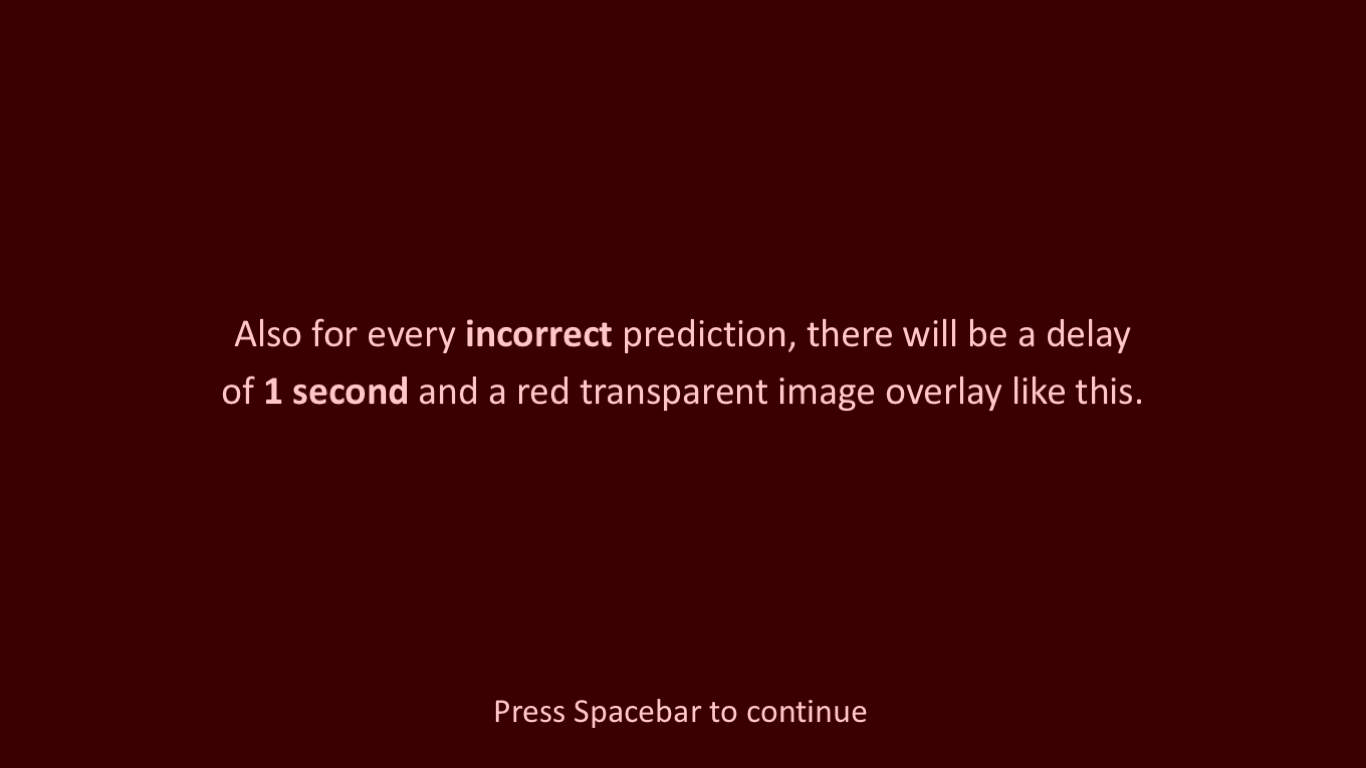 Also for every incorrect prediction, there will be a delay
of 1 second and a red transparent image overlay like this.
Press Spacebar to continue